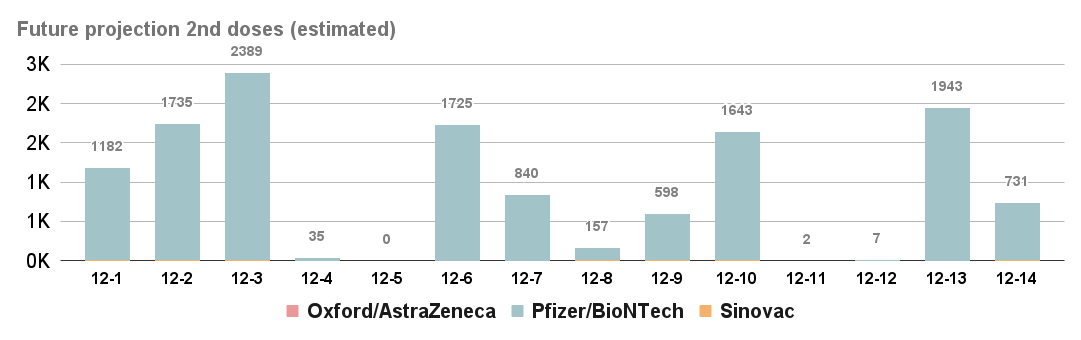 Future projection 2nd doses (estimated)
3K
2K
2K
1K
1K
0K
1182
1735
2389
35
0
1725
840
157
598
1643
2
7
1943
731
12-1 12-2 12-3 12-4 12-5 12-6 12-7 12-8 12-9 12-10 12-11 12-12 12-13 12-14
Oxford/AstraZeneca Pfizer/BioNTech Sinovac